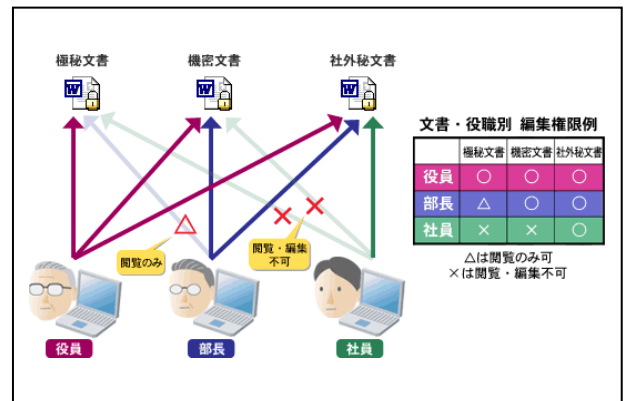 極秘文書 機密文書 社外秘文書
W W W
文書・役職別 編集権限例
極秘文書 機密文書 社外秘文書
役員 ○ ○ ○
部長 △ ○ ○
社員 × × ○
△は閲覧のみ可
×は閲覧・編集不可
閲覧のみ
閲覧・編集
不可
役員 部長 社員